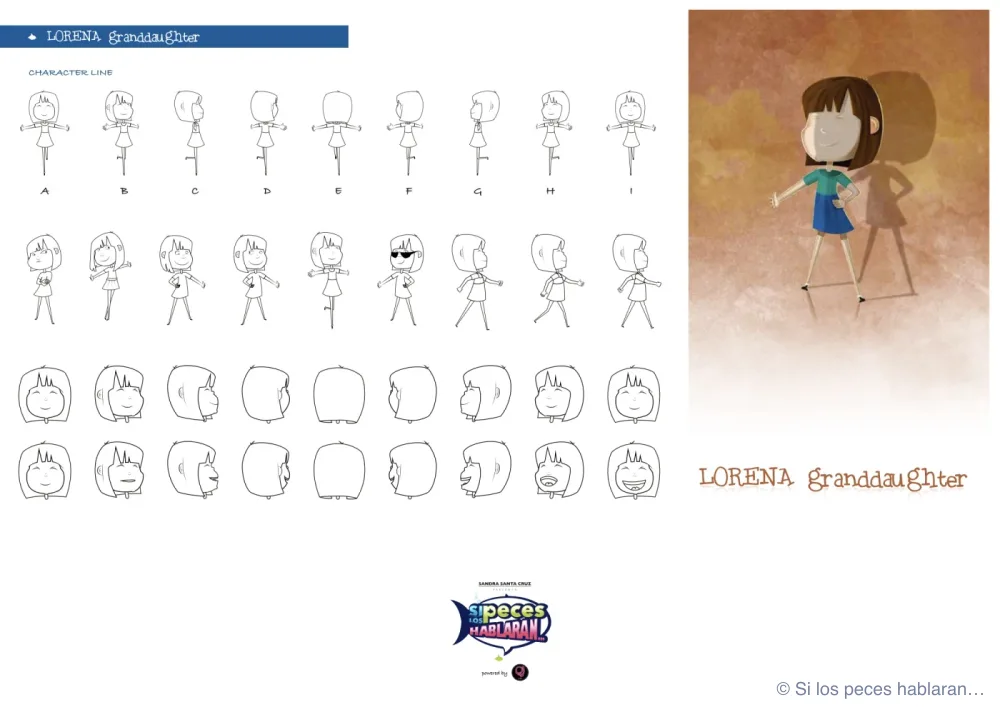 LORENA granddaughter
CHARACTER LINE
A B C D E F G H I
LORENA granddaughter
SANDRA SANTA CRUZ
SI peces
LOS
HABLARAN...
powered by
© Si los peces hablaran…